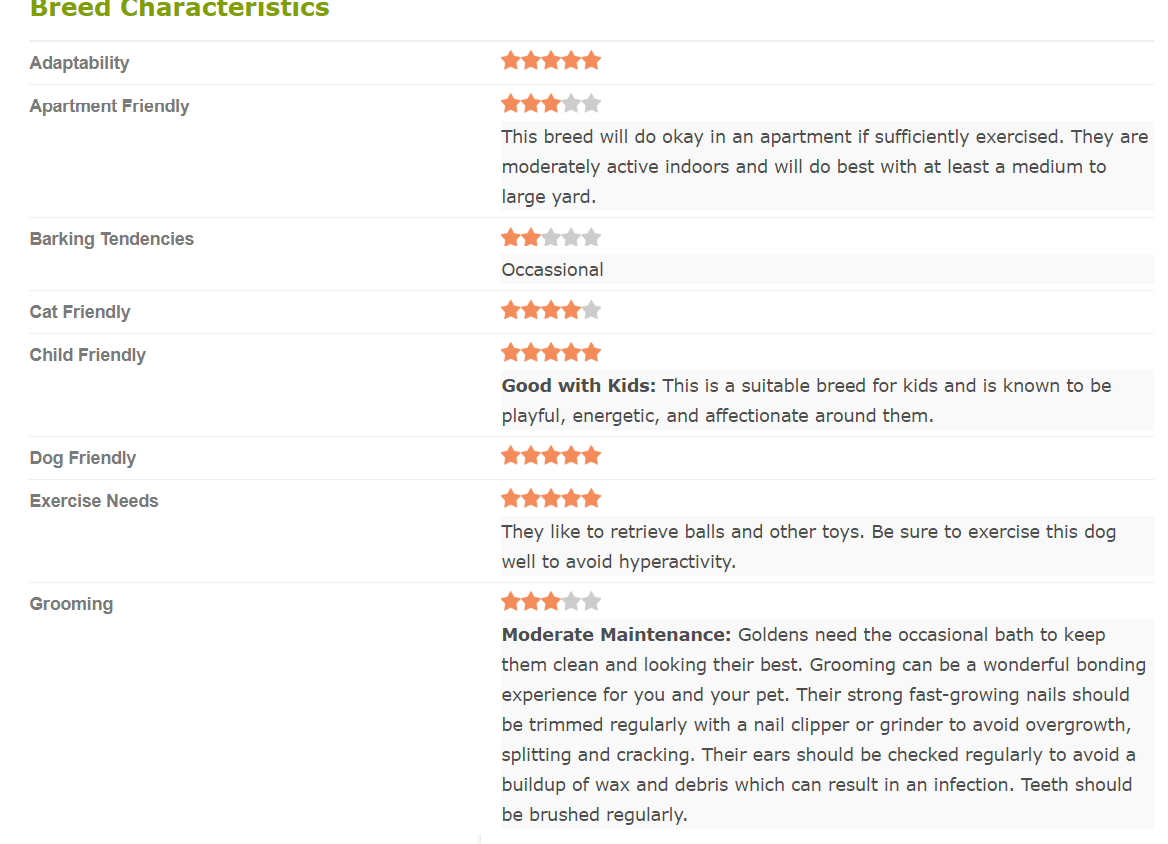 Breed Characteristics
Adaptability
Apartment Friendly
This breed will do okay in an apartment if sufficiently exercised. They are
moderately active indoors and will do best with at least a medium to
large yard.
Barking Tendencies
Occassional
Cat Friendly
Child Friendly
Good with Kids: This is a suitable breed for kids and is known to be
playful, energetic, and affectionate around them.
Dog Friendly
Exercise Needs
They like to retrieve balls and other toys. Be sure to exercise this dog
well to avoid hyperactivity.
Grooming
Moderate Maintenance: Goldens need the occasional bath to keep
them clean and looking their best. Grooming can be a wonderful bonding
experience for you and your pet. Their strong fast-growing nails should
be trimmed regularly with a nail clipper or grinder to avoid overgrowth,
splitting and cracking. Their ears should be checked regularly to avoid a
buildup of wax and debris which can result in an infection. Teeth should
be brushed regularly.